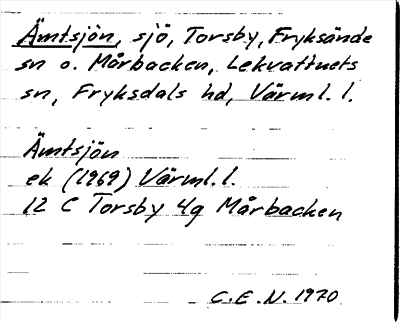 Ämtsjön, sjö, Torsby, Fryksände
sn o. Mårbacken, Lekvattnets
sn, Fryksdals hd, Värml. l.
Ämtsjön
ek (1969) Värml. l.
12 C Torsby 4g Mårbacken
C.E.N. 1970